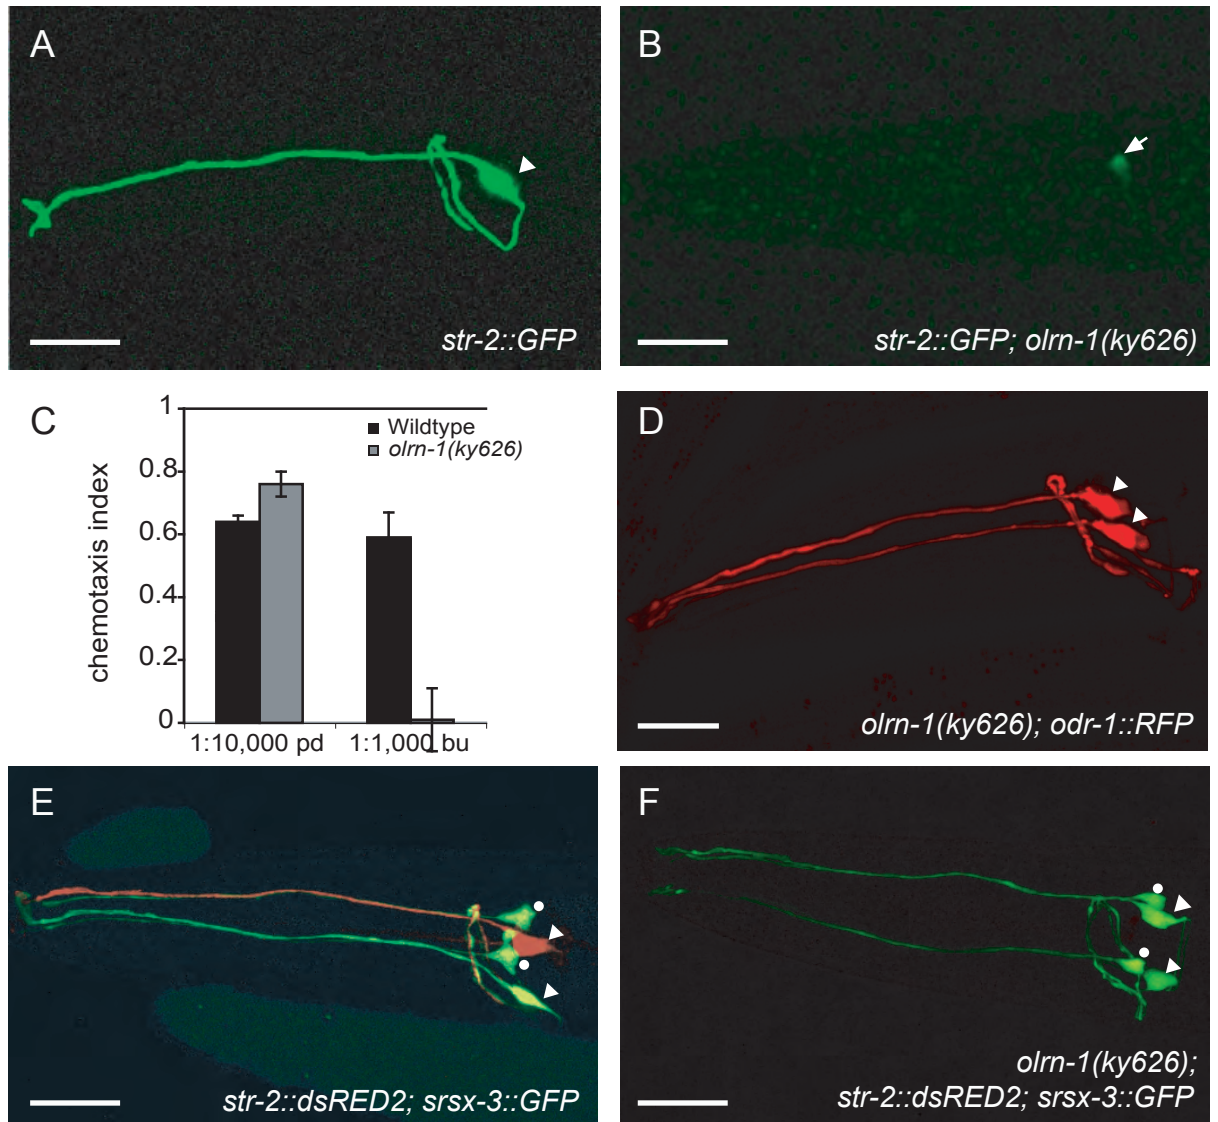 A
str-2::GFP
B
str-2::GFP; olrn-1(ky626)
C
chemotaxis index
1
0.8
0.6
0.4
0.2
0
Wildtype
olrn-1(ky626)
1:10,000 pd
1:1,000 bu
D
olrn-1(ky626); odr-1::RFP
E
str-2::dsRED2; srsx-3::GFP
F
olrn-1(ky626);
str-2::dsRED2; srsx-3::GFP